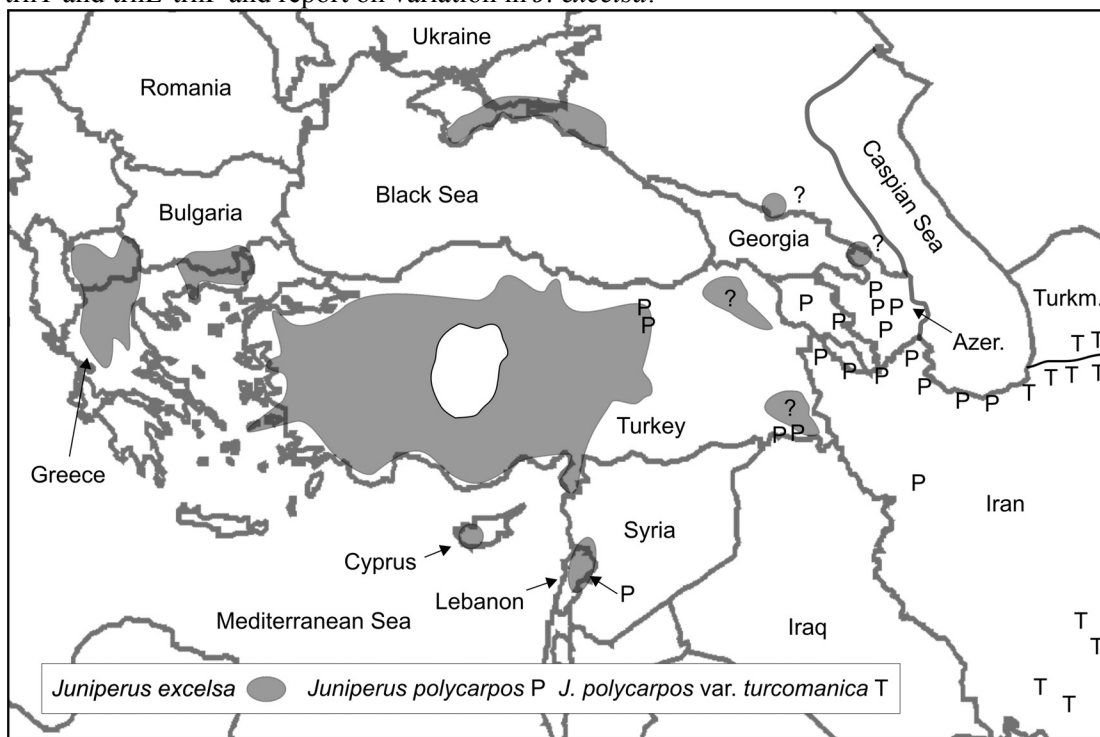 trnT and trnL-trnF and report on variation in J. excelsa.
Ukraine
Romania
Caspian Sea
Black Sea
?
Bulgaria
Georgia
?
Turkm.
P
P
P P
P
?
T T
P
P
P
Azer.
P
P
T T T T
P
P
P
P
P P
T
?
Turkey
P P
Greece
P
Iran
Syria
Cyprus
Lebanon
P
Mediterranean Sea
T
Iraq
T
T
T
Juniperus excelsa Juniperus polycarpos P J. polycarpos var. turcomanica T